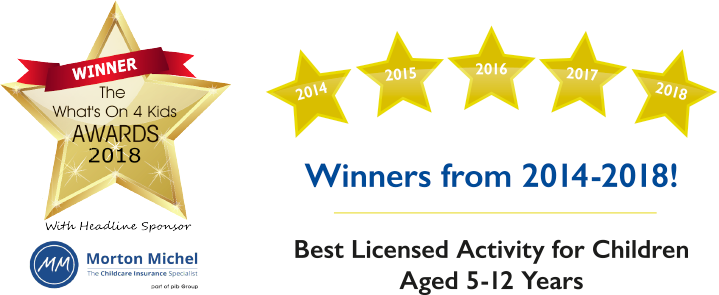 WINNER
The
What's On 4 Kids
AWARDS
2018
With Headline Sponsor
MM
Morton Michel
The Childcare Insurance Specialist
part of pib Group
2014
2015
2016
2017
2018
Winners from 2014-2018!
Best Licensed Activity for Children
Aged 5-12 Years